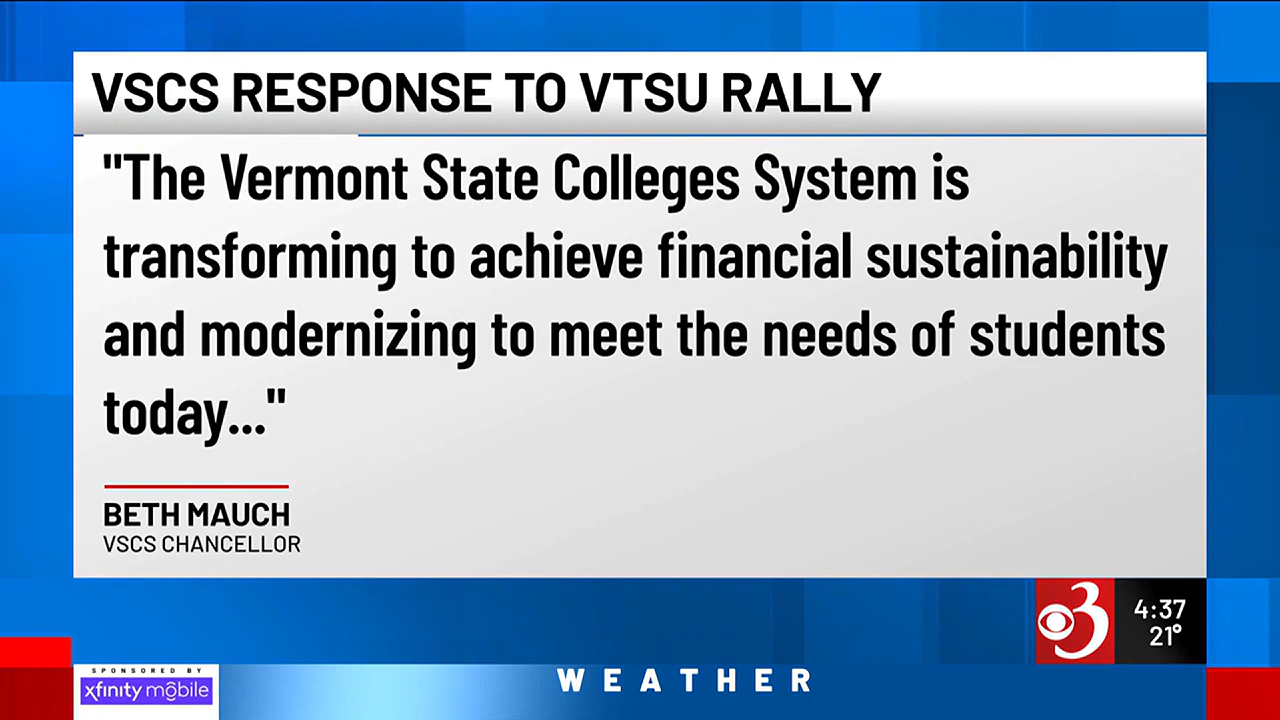 VSCS RESPONSE TO VTSU RALLY
"The Vermont State Colleges System is
transforming to achieve financial sustainability
and modernizing to meet the needs of students
today..."
BETH MAUCH
VSCS CHANCELLOR
3
4:37
21°
SPONSORED BY
xfinity mobile
WEATHER